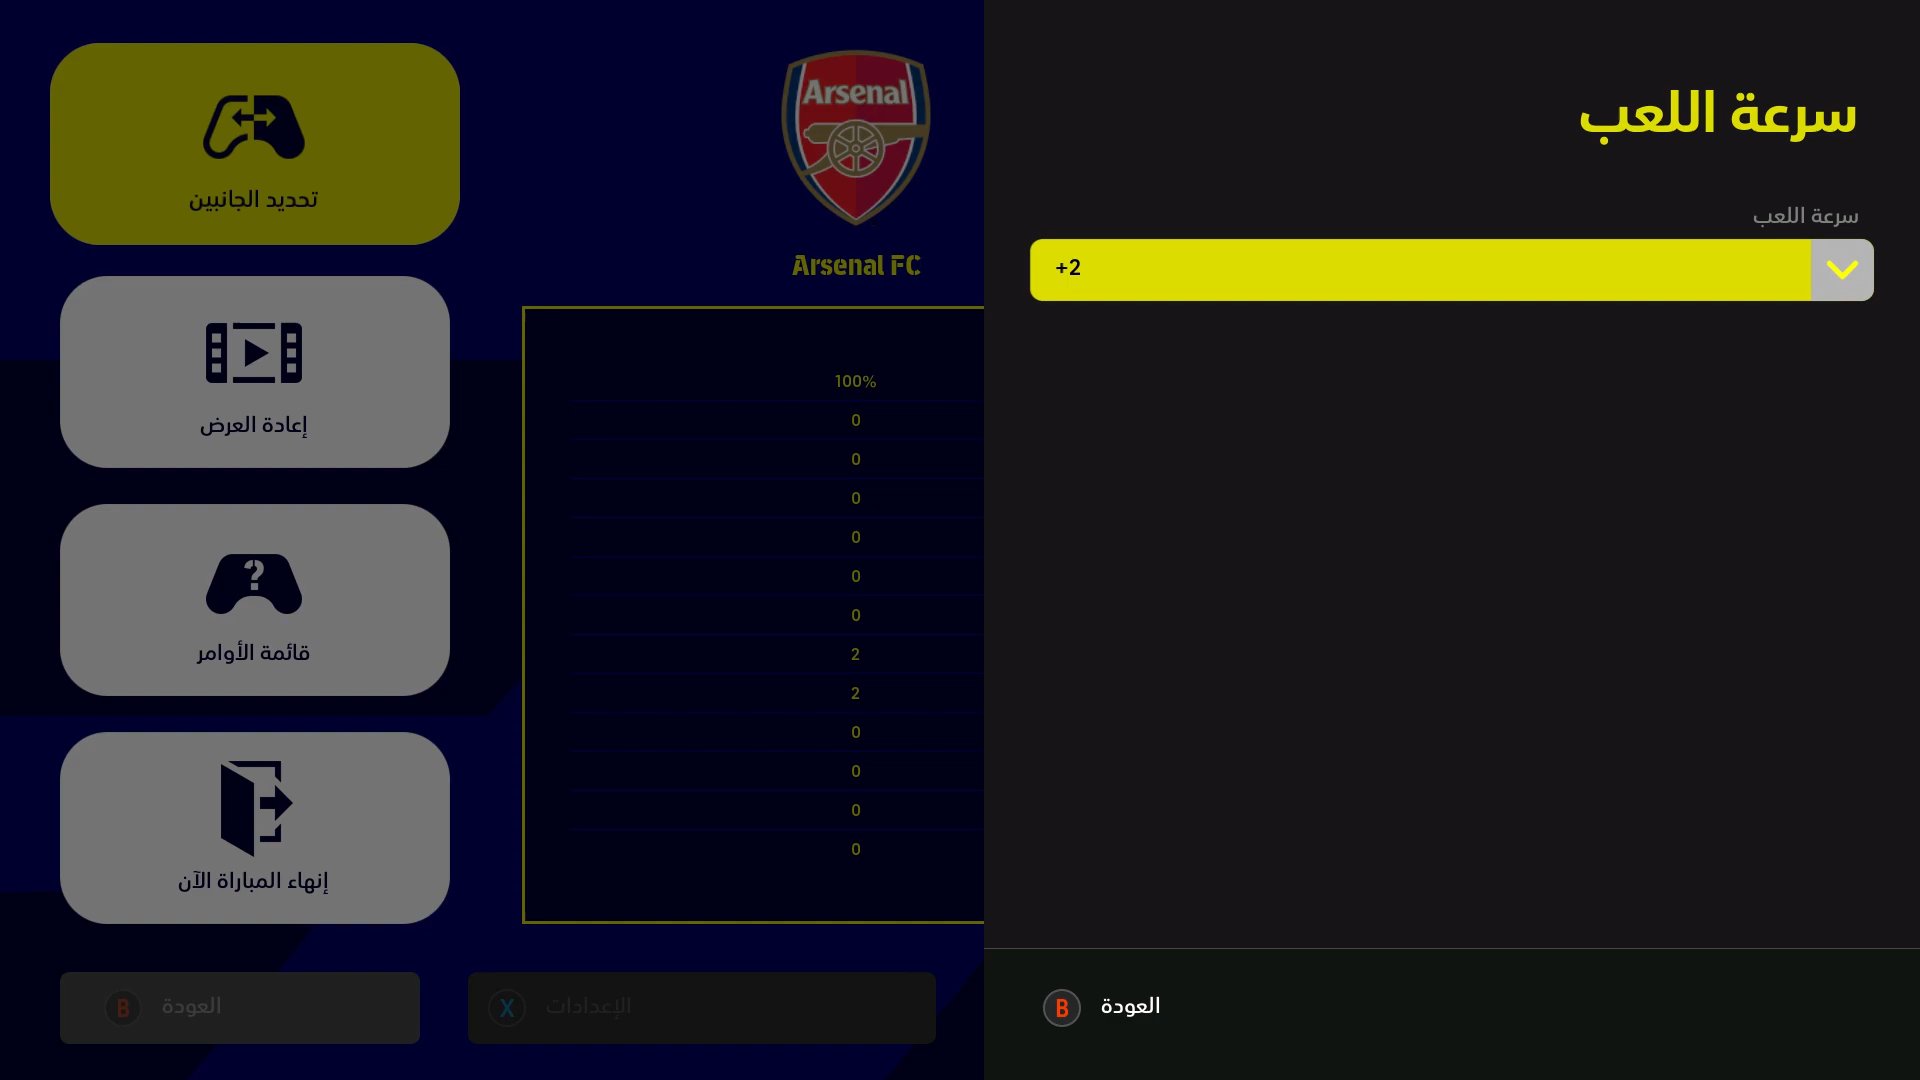 سرعة اللعب
سرعة اللعب
+2
العودة
Arsenal
Arsenal FC
100%
0
0
0
0
0
0
2
2
0
0
0
0
تحديد الجانبين
إعادة العرض
?
قائمة الأوامر
إنهاء المباراة الآن
B العودة
X الإعدادات
B